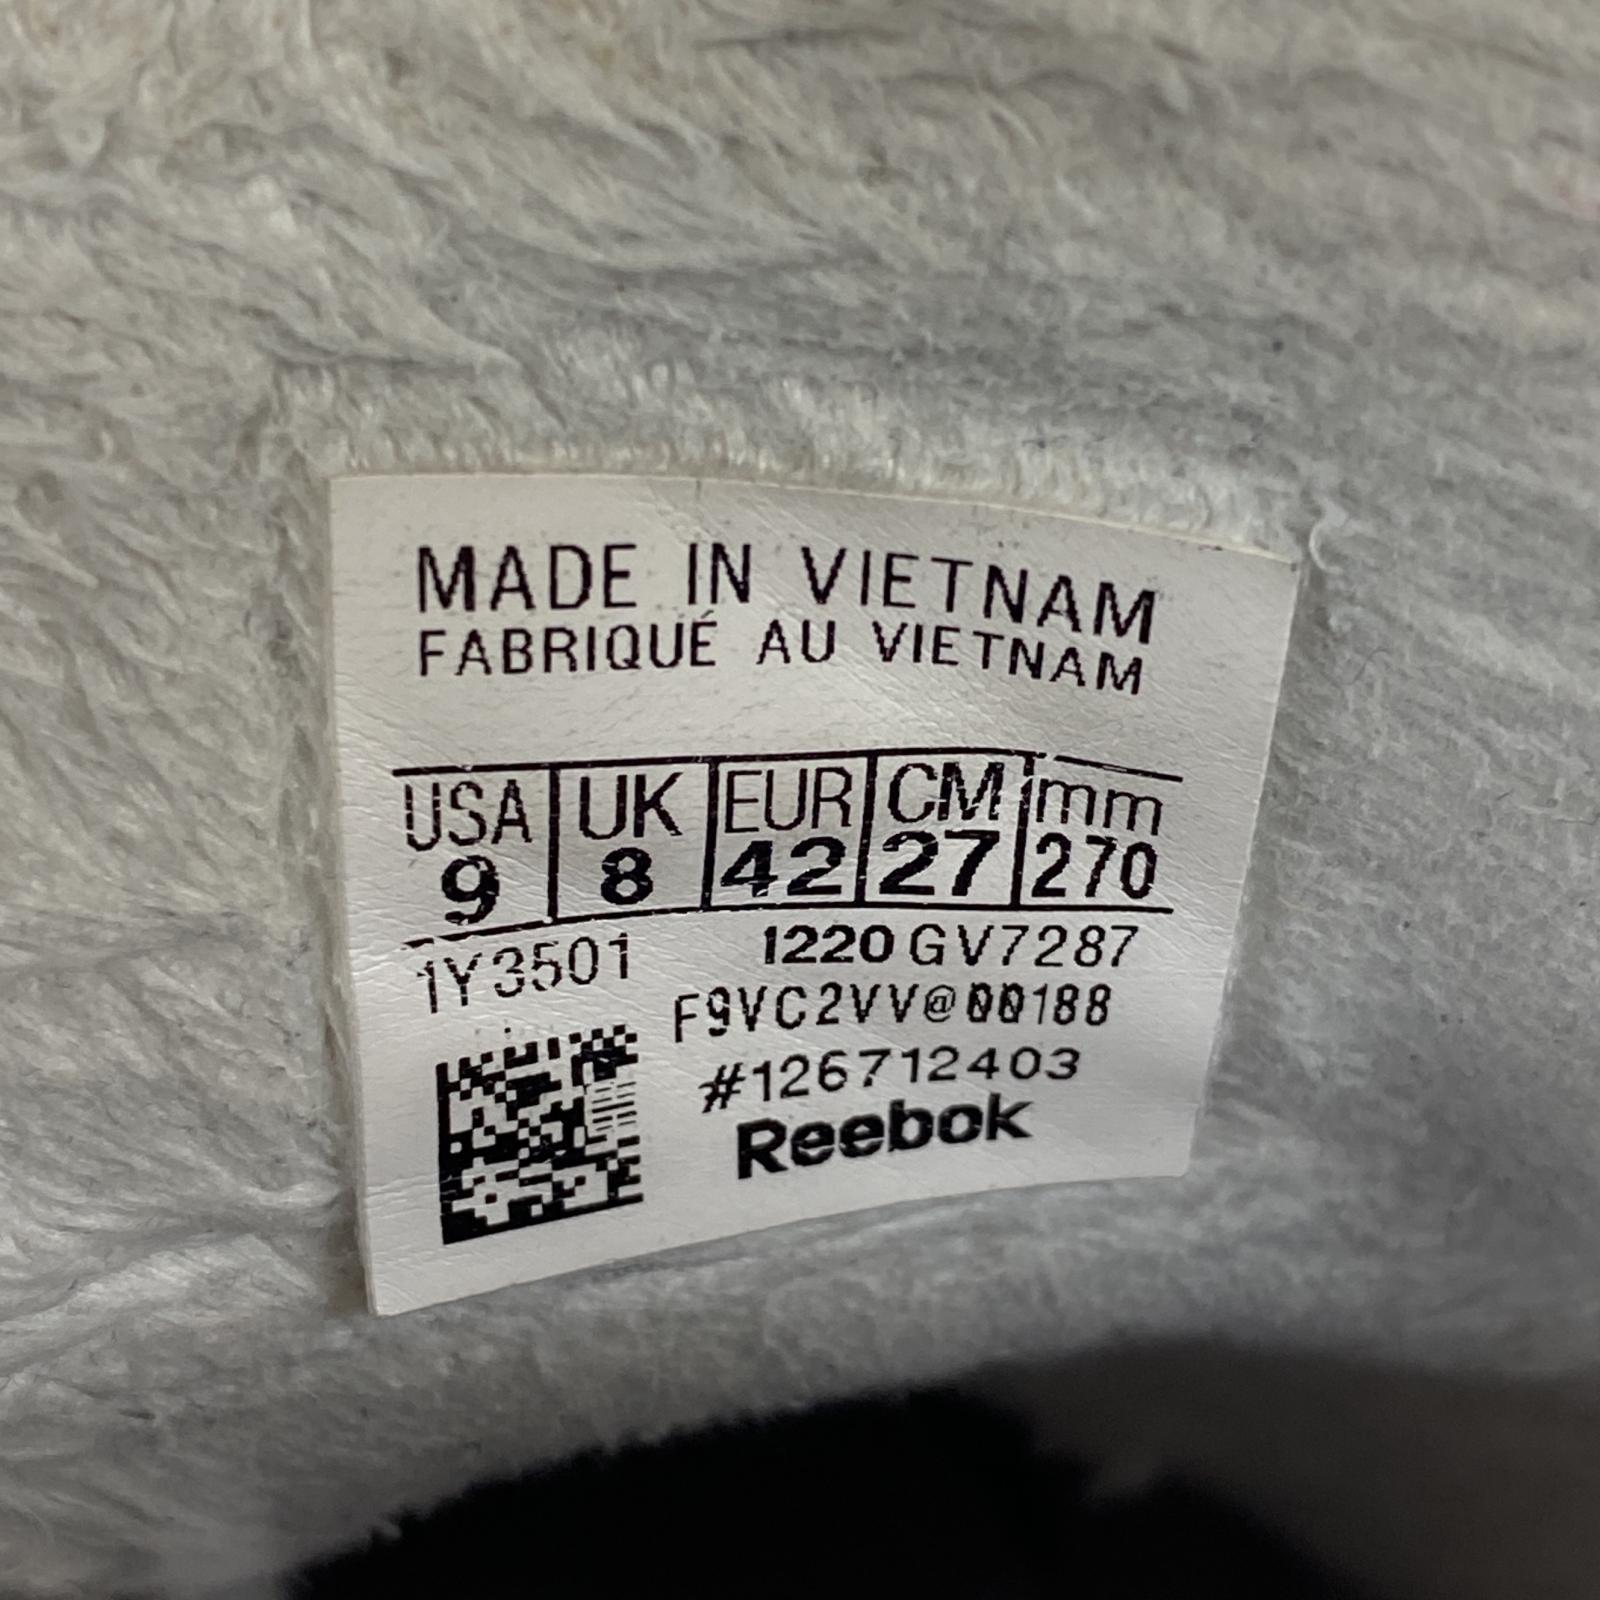 MADE IN VIETNAM
FABRIQUÉ AU VIETNAM
USA UK EUR CM mm
9 8 42 27 270
1Y3501 1220 GV7287
F9VC2VV@00188
#126712403
Reebok